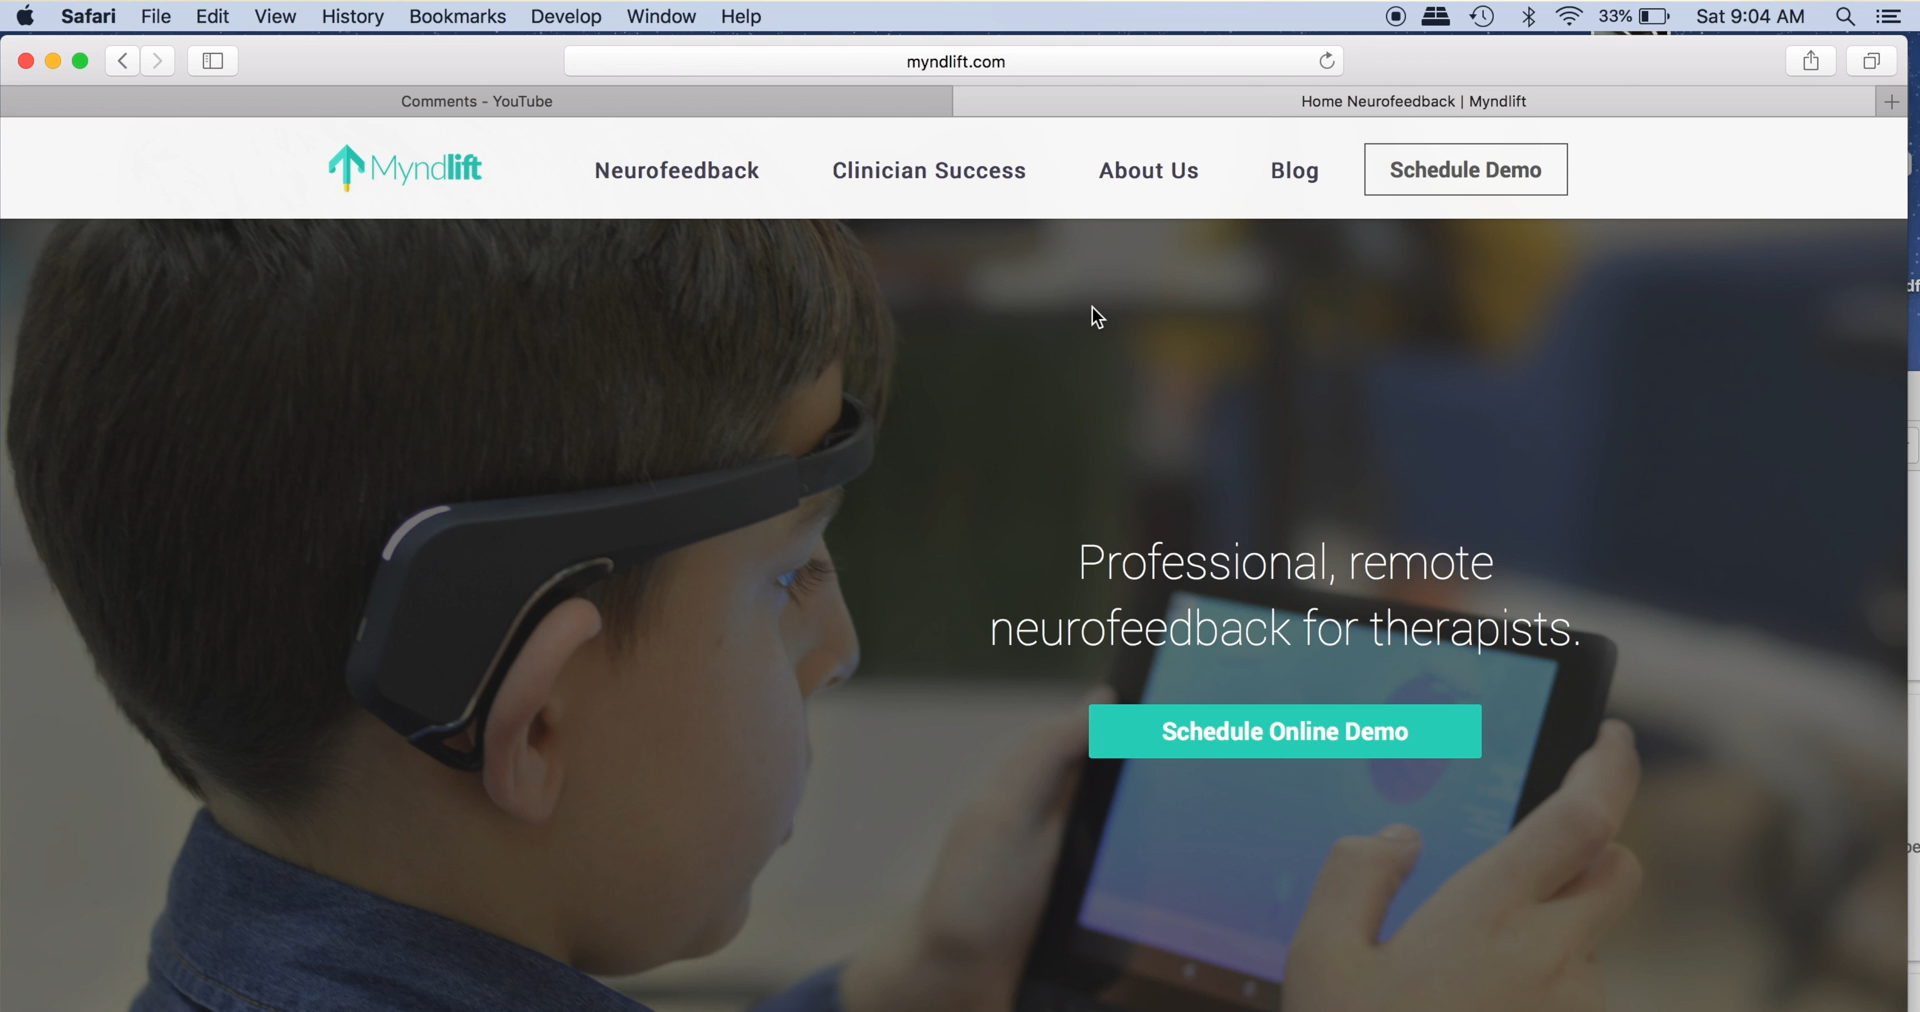 Safari File Edit View History Bookmarks Develop Window Help 33% Sat 9:04 AM
myndlift.com
Comments - YouTube Home Neurofeedback | Myndlift
Myndlift Neurofeedback Clinician Success About Us Blog Schedule Demo
Professional, remote
neurofeedback for therapists.
Schedule Online Demo